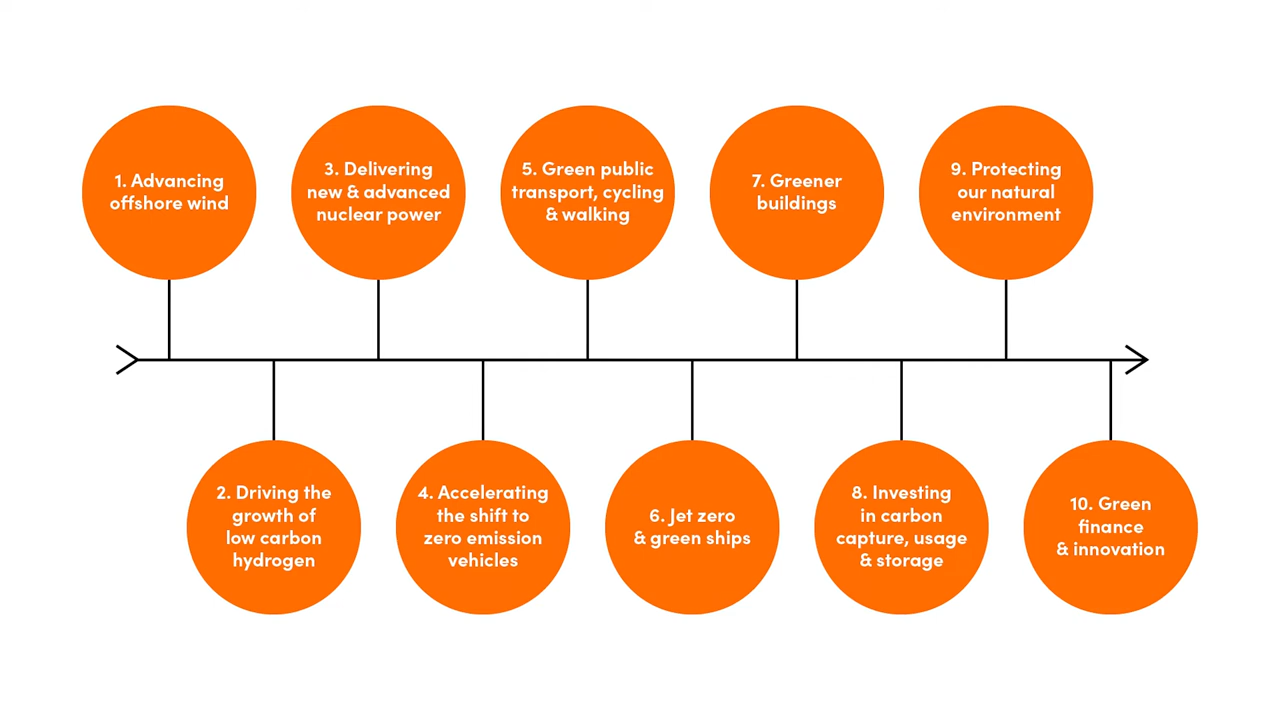 1. Advancing
offshore wind
2. Driving the
growth of
low carbon
hydrogen
3. Delivering
new & advanced
nuclear power
4. Accelerating
the shift to
zero emission
vehicles
5. Green public
transport, cycling
& walking
6. Jet zero
& green ships
7. Greener
buildings
8. Investing
in carbon
capture, usage
& storage
9. Protecting
our natural
environment
10. Green
finance
& innovation